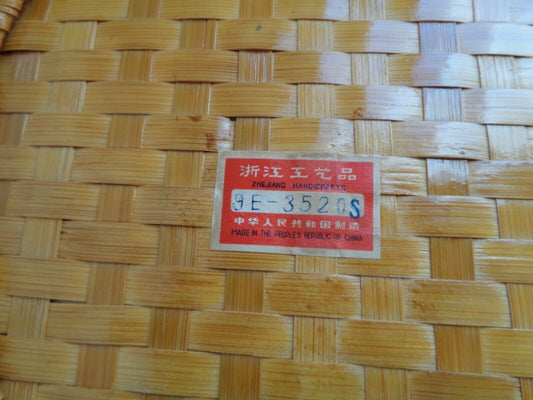 浙江工艺品
ZHEJIANG HANDICRAFTS
9E-3520S
中华人民共和国制造
MADE IN THE PEOPLE'S REPUBLIC OF CHINA